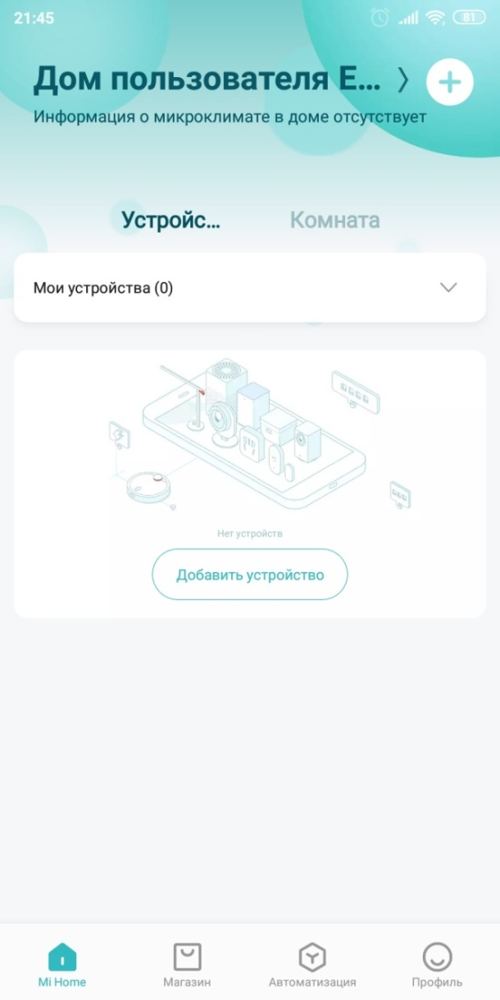 21:45
81
Дом пользователя Е...
Информация о микроклимате в доме отсутствует
Устройс...
Комната
Мои устройства (0)
Нет устройств
Добавить устройство
Mi Home
Магазин
Автоматизация
Профиль